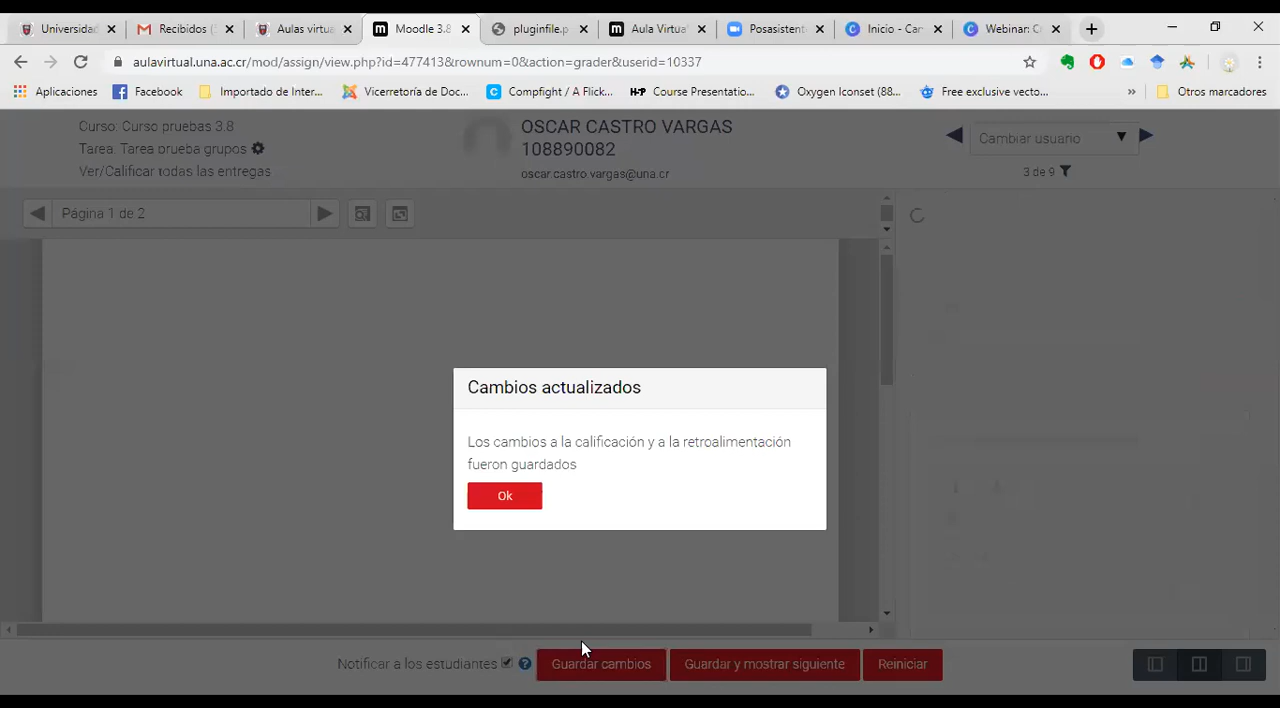 Universidad
Recibidos (
Aulas virtua
Moodle 3.8
pluginfile.p
Aula Virtual
Posasistente
Inicio - Can
Webinar: C
aulavirtual.una.ac.cr/mod/assign/view.php?id=477413&rownum=0&action=grader&userid=10337
Aplicaciones
Facebook
Importado de Inter...
Vicerretoría de Doc...
Compfight / A Flick...
H-P
Course Presentatio...
Oxygen Iconset (88...
Free exclusive vecto...
»
Otros marcadores
Curso: Curso pruebas 3.8
Tarea: Tarea prueba grupos
Ver/Calificar todas las entregas
OSCAR CASTRO VARGAS
108890082
oscar.castro.vargas@una.cr
Cambiar usuario
3 de 9
Página 1 de 2
Cambios actualizados
Los cambios a la calificación y a la retroalimentación
fueron guardados
Ok
Notificar a los estudiantes
Guardar cambios
Guardar y mostrar siguiente
Reiniciar